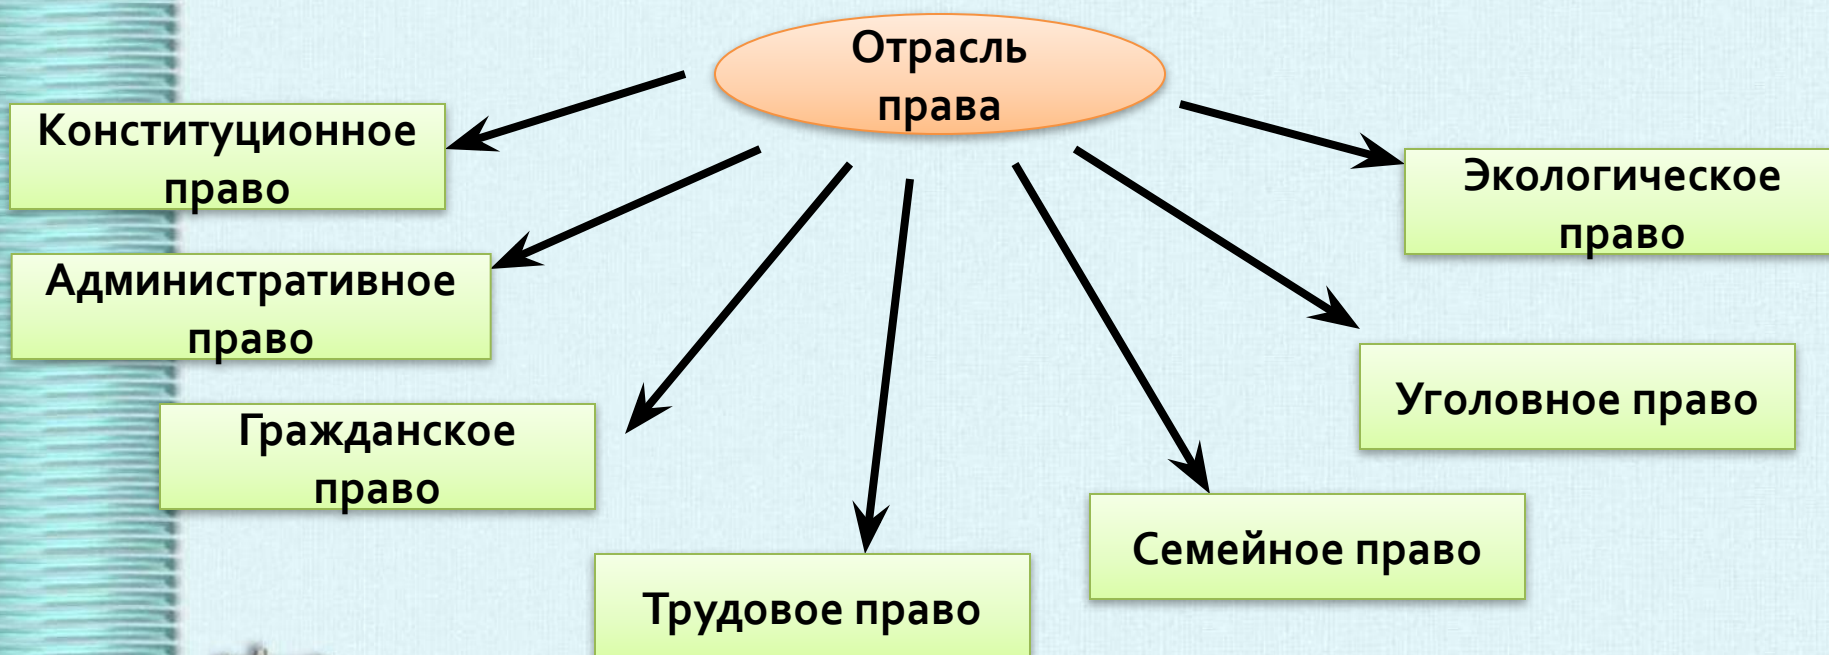 Отрасль
права
Конституционное
право
Экологическое
право
Административное
право
Уголовное право
Гражданское
право
Семейное право
Трудовое право